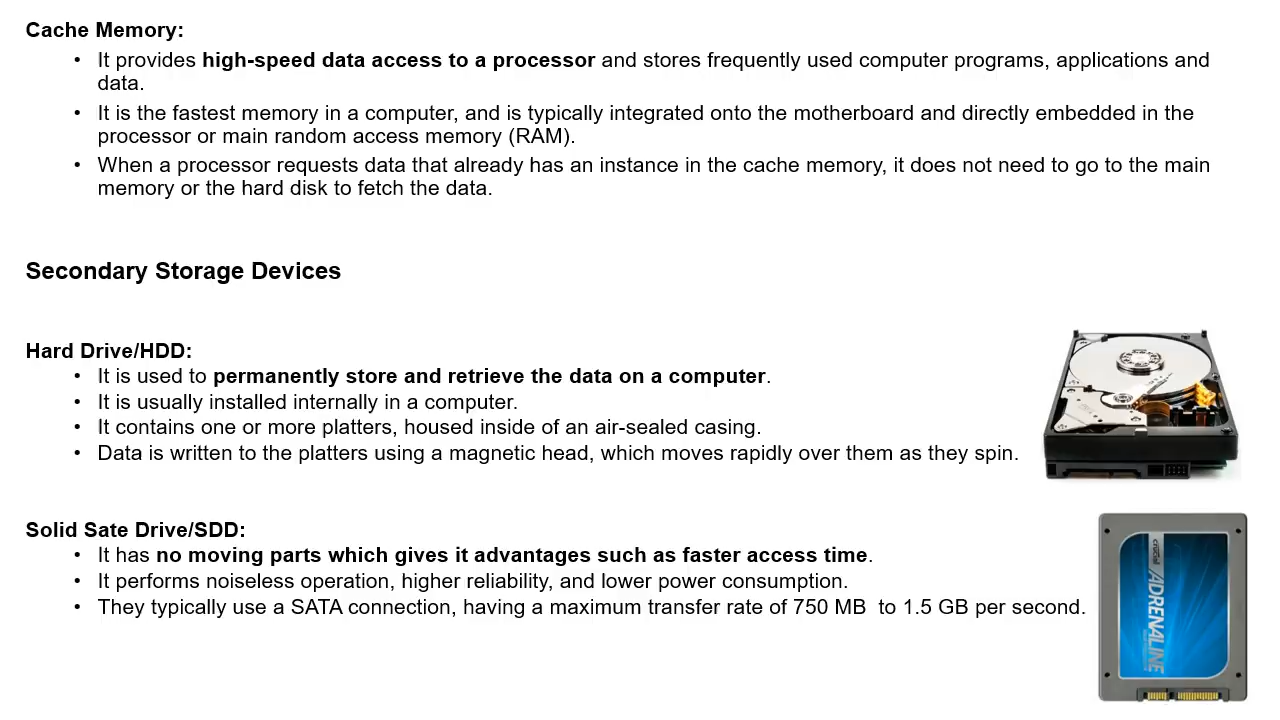 Cache Memory:
• It provides high-speed data access to a processor and stores frequently used computer programs, applications and
data.
• It is the fastest memory in a computer, and is typically integrated onto the motherboard and directly embedded in the
processor or main random access memory (RAM).
• When a processor requests data that already has an instance in the cache memory, it does not need to go to the main
memory or the hard disk to fetch the data.
Secondary Storage Devices
Hard Drive/HDD:
• It is used to permanently store and retrieve the data on a computer.
• It is usually installed internally in a computer.
• It contains one or more platters, housed inside of an air-sealed casing.
• Data is written to the platters using a magnetic head, which moves rapidly over them as they spin.
Solid Sate Drive/SDD:
• It has no moving parts which gives it advantages such as faster access time.
• It performs noiseless operation, higher reliability, and lower power consumption.
• They typically use a SATA connection, having a maximum transfer rate of 750 MB  to 1.5 GB per second.
crucial
ADRENALINE